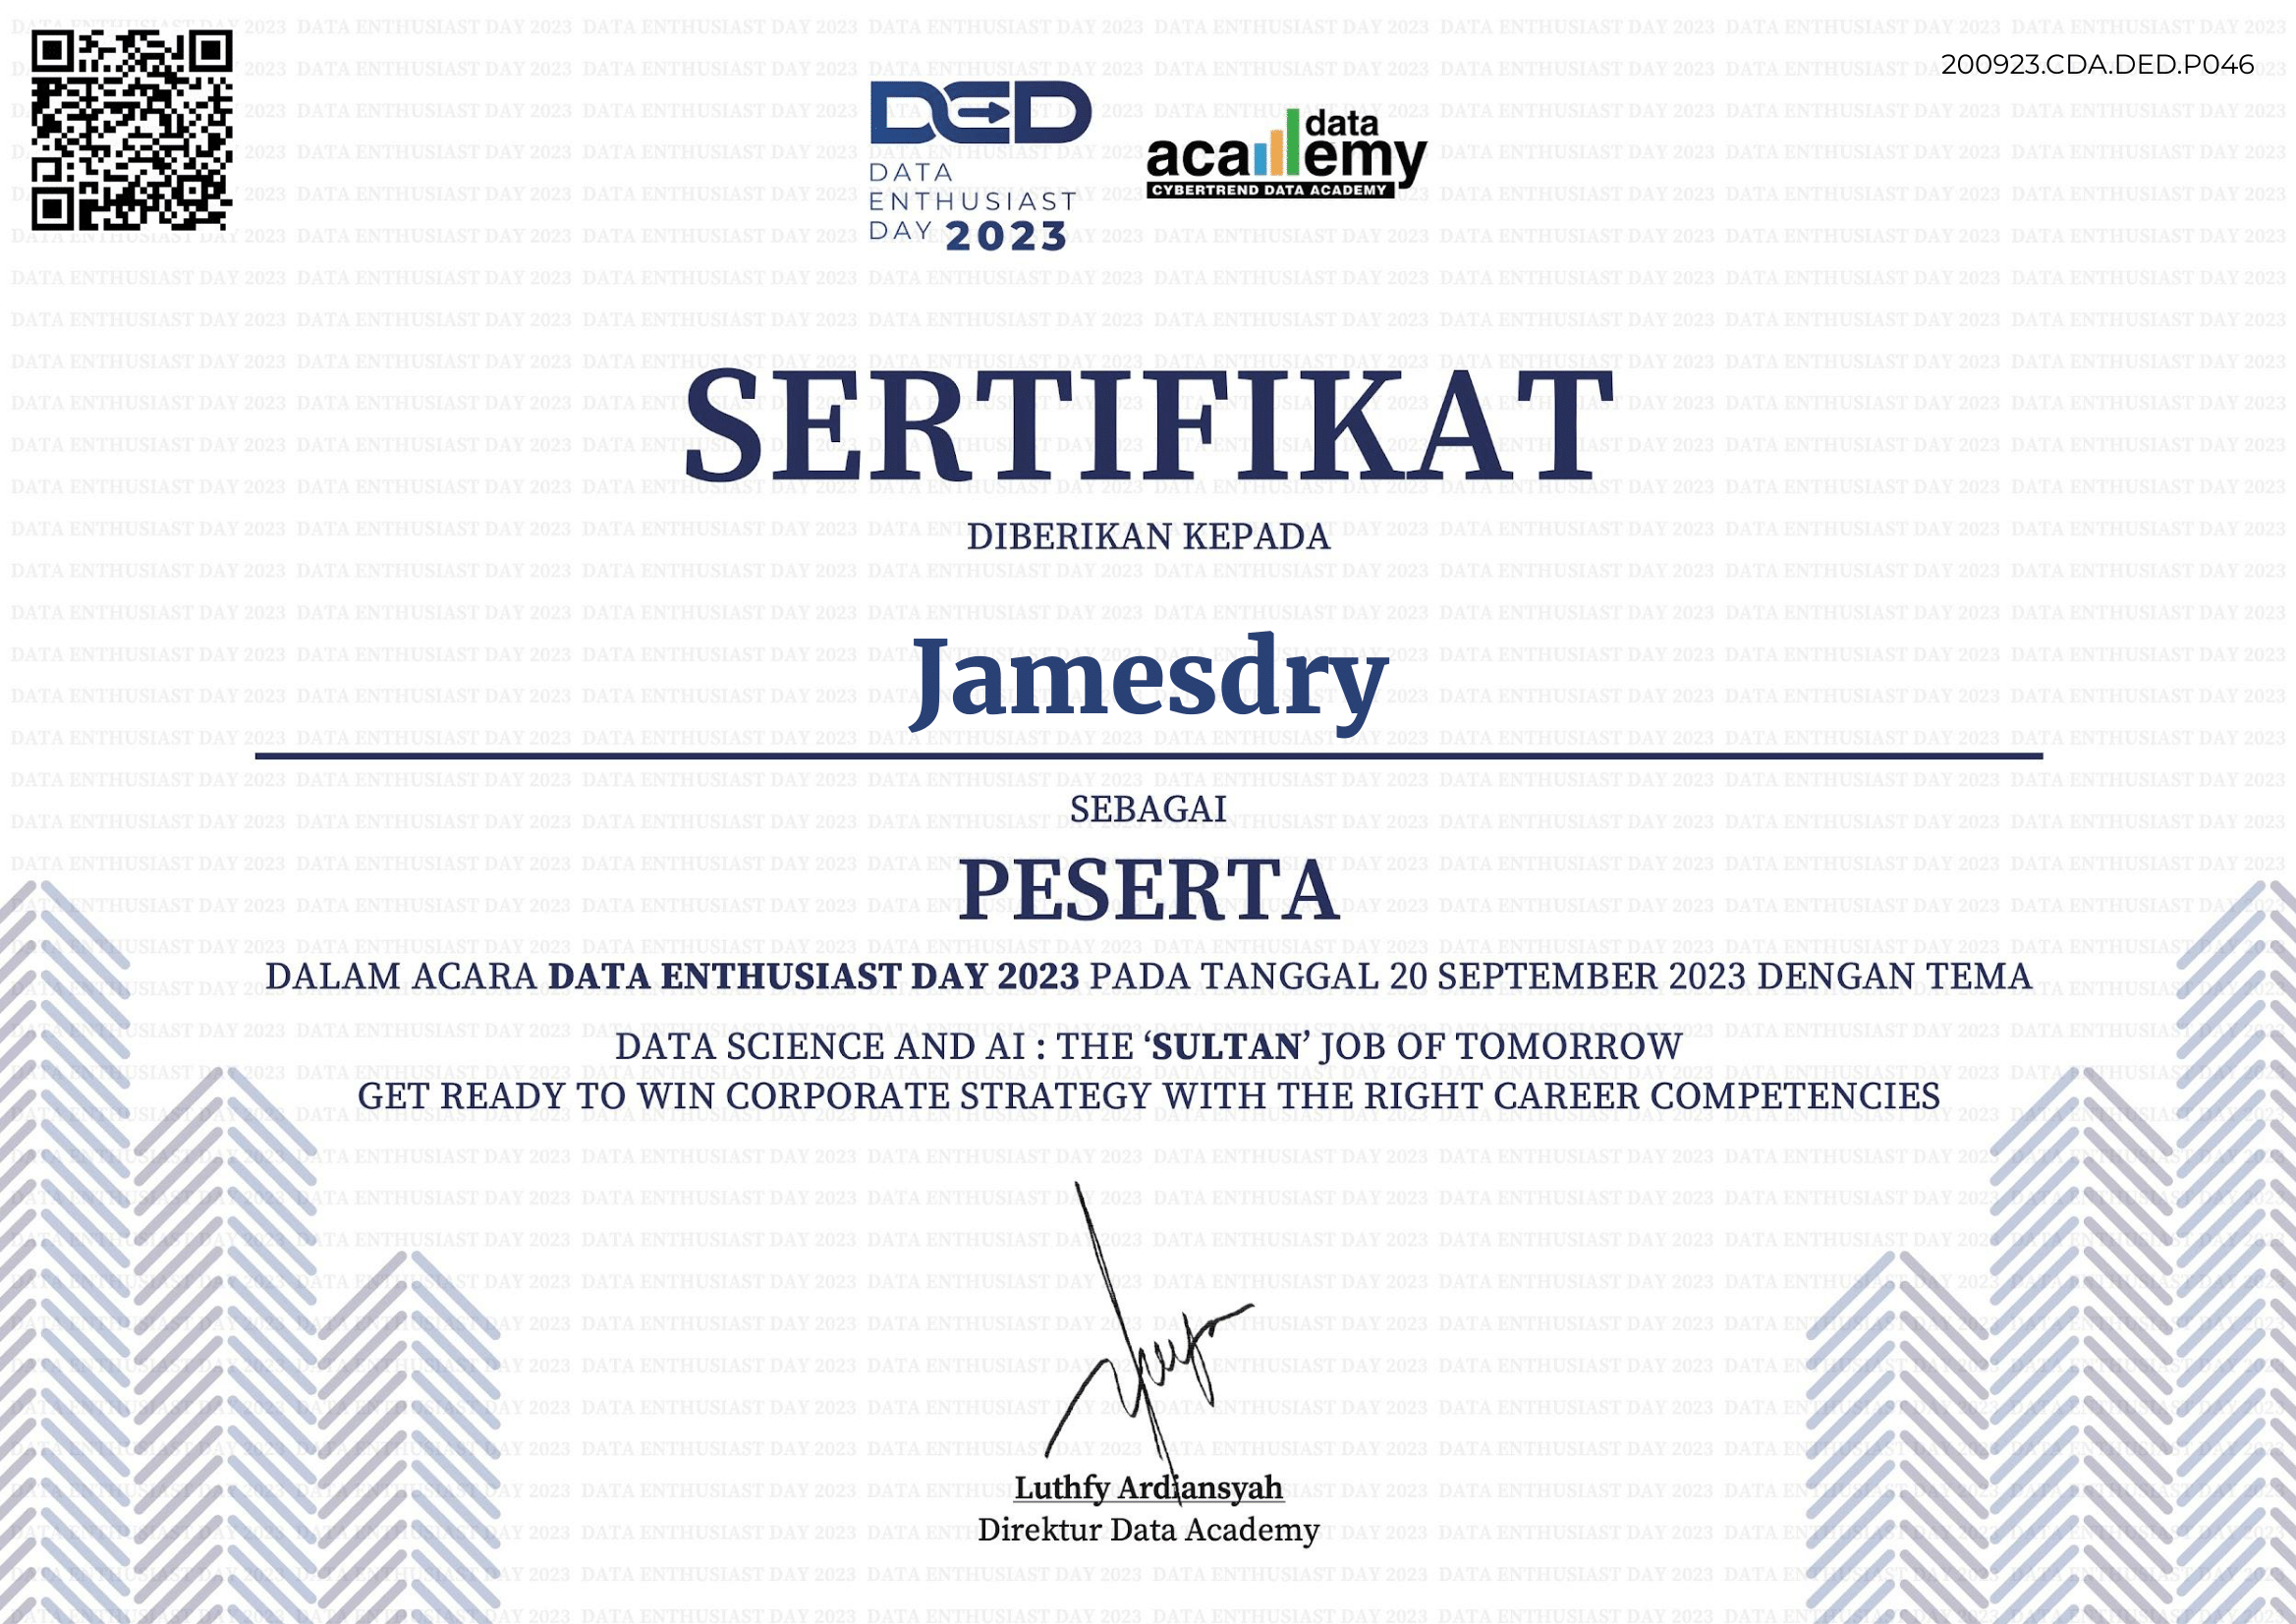 200923.CDA.DED.P046
DED
DATA
ENTHUSIAST
DAY 2023
data
academy
CYBERTREND DATA ACADEMY
SERTIFIKAT
DIBERIKAN KEPADA
Jamesdry
SEBAGAI
PESERTA
DALAM ACARA DATA ENTHUSIAST DAY 2023 PADA TANGGAL 20 SEPTEMBER 2023 DENGAN TEMA
DATA SCIENCE AND AI : THE ‘SULTAN’ JOB OF TOMORROW
GET READY TO WIN CORPORATE STRATEGY WITH THE RIGHT CAREER COMPETENCIES
Luthfy Ardiansyah
Direktur Data Academy